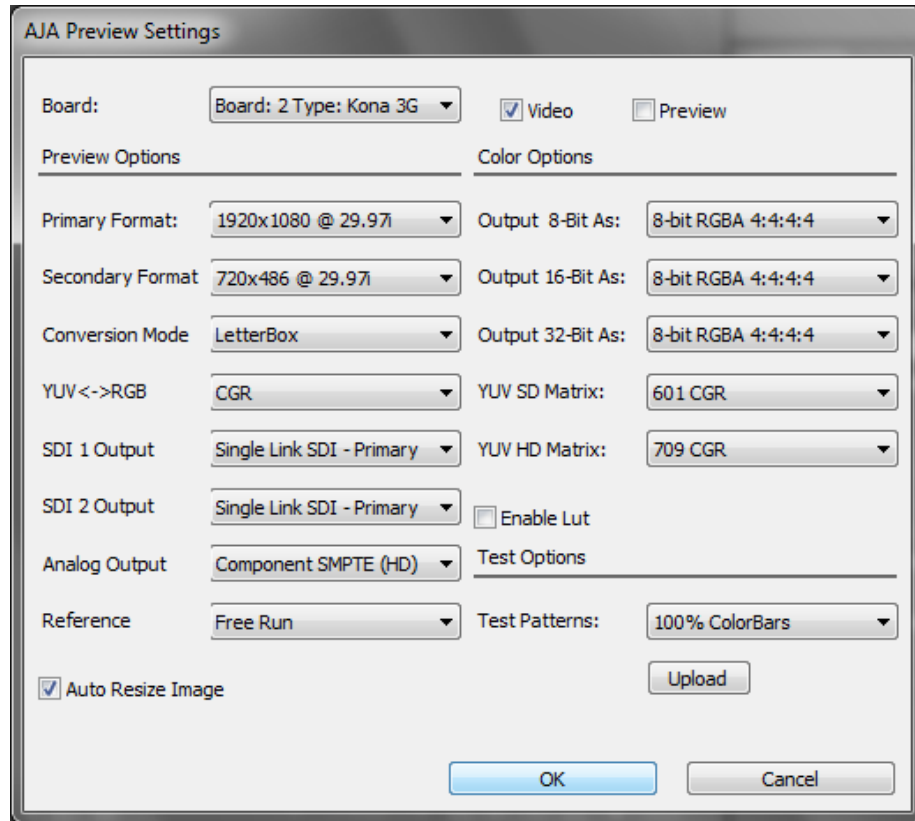 AJA Preview Settings
Board: Board: 2 Type: Kona 3G Video Preview
Preview Options Color Options
Primary Format: 1920x1080 @ 29.97i Output 8-Bit As: 8-bit RGBA 4:4:4:4
Secondary Format 720x486 @ 29.97i Output 16-Bit As: 8-bit RGBA 4:4:4:4
Conversion Mode LetterBox Output 32-Bit As: 8-bit RGBA 4:4:4:4
YUV<->RGB CGR YUV SD Matrix: 601 CGR
SDI 1 Output Single Link SDI - Primary YUV HD Matrix: 709 CGR
SDI 2 Output Single Link SDI - Primary Enable Lut
Analog Output Component SMPTE (HD) Test Options
Reference Free Run Test Patterns: 100% ColorBars
Auto Resize Image Upload
OK Cancel